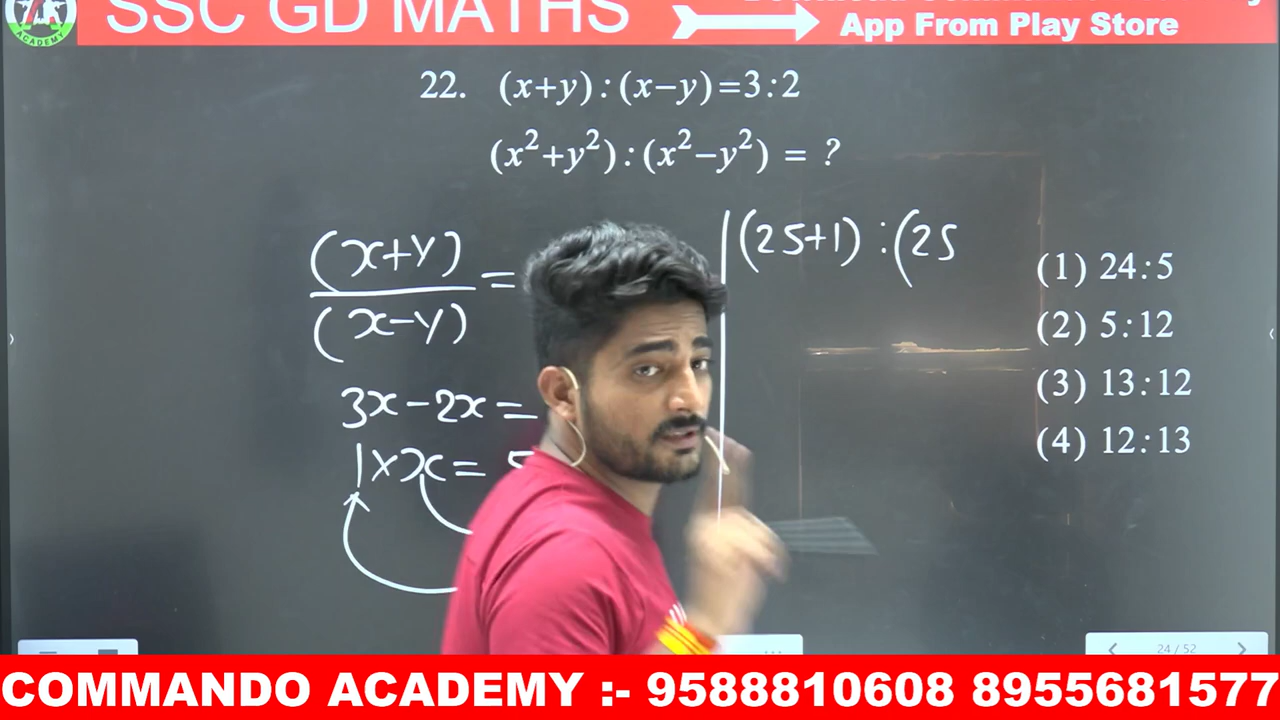 SSC GD MATHS
App From Play Store
ACADEMY
22. (x+y) : (x−y)=3:2
(x²+y²) : (x²−y²) = ?
(x+y)
(x−y)
=
3x−2x=
1×x=
(25+1) : (25
(1) 24:5
(2) 5:12
(3) 13:12
(4) 12:13
24 / 52
COMMANDO ACADEMY :- 9588810608 8955681577